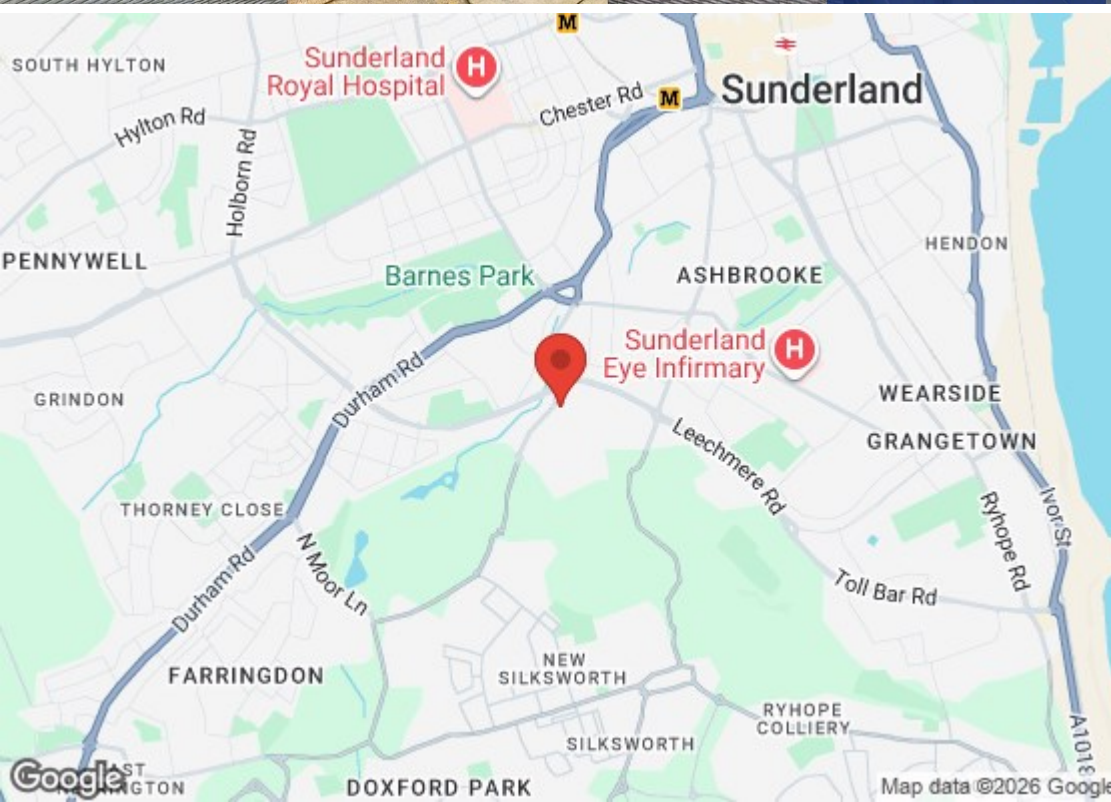 M
SOUTH HYLTON
Sunderland
Royal Hospital
H
Chester Rd
M
Sunderland
Hylton Rd
Holborn Rd
PENNYWELL
Barnes Park
ASHBROOKE
HENDON
Sunderland
Eye Infirmary
H
Durham Rd
GRINDON
WEARSIDE
GRANGETOWN
Leechmere Rd
THORNEY CLOSE
N Moor Ln
Ryhope Rd
Ivor St
Durham Rd
Toll Bar Rd
FARRINGDON
NEW
SILKSWORTH
RYHOPE
COLLIERY
SILKSWORTH
A1018
Google
DOXFORD PARK
Map data ©2026 Google